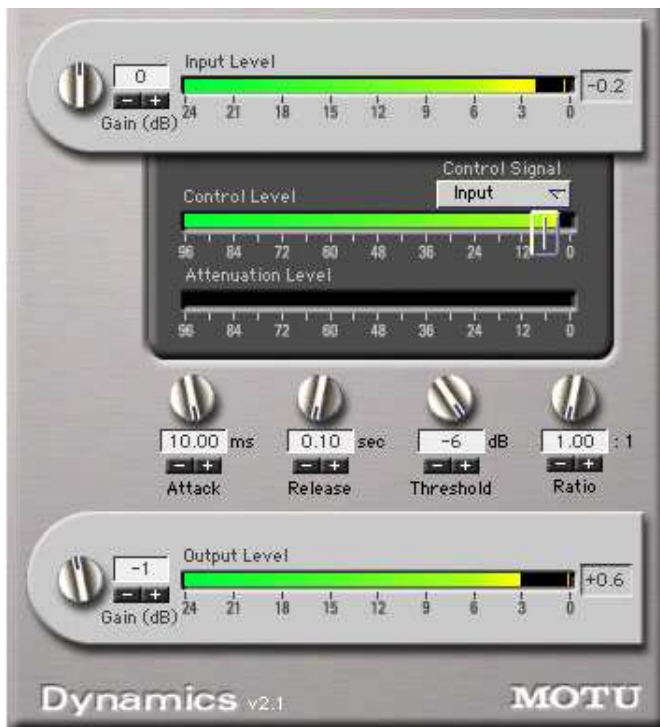 Input Level
0
-0.2
- +
24 21 18 15 12 9 6 3 0
Gain (dB)
Control Signal
Input
Control Level
96 84 72 60 48 36 24 12 0
Attenuation Level
96 84 72 60 48 36 24 12 0
10.00 ms
0.10 sec
-6 dB
1.00 : 1
- +
- +
- +
- +
Attack
Release
Threshold
Ratio
Output Level
-1
+0.6
- +
24 21 18 15 12 9 6 3 0
Gain (dB)
Dynamics v2.1
MOTU